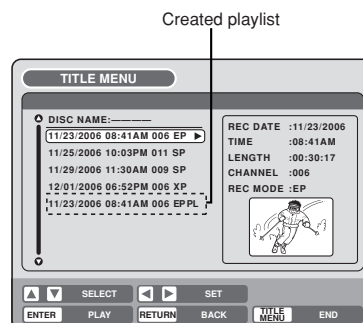 Created playlist
TITLE MENU
DISC NAME:————
11/23/2006 08:41AM 006 EP
11/25/2006 10:03PM 011 SP
11/29/2006 11:30AM 009 SP
12/01/2006 06:52PM 006 XP
11/23/2006 08:41AM 006 EPPL
REC DATE :11/23/2006
TIME :08:41AM
LENGTH :00:30:17
CHANNEL :006
REC MODE :EP
SELECT SET
ENTER PLAY RETURN BACK TITLE MENU END